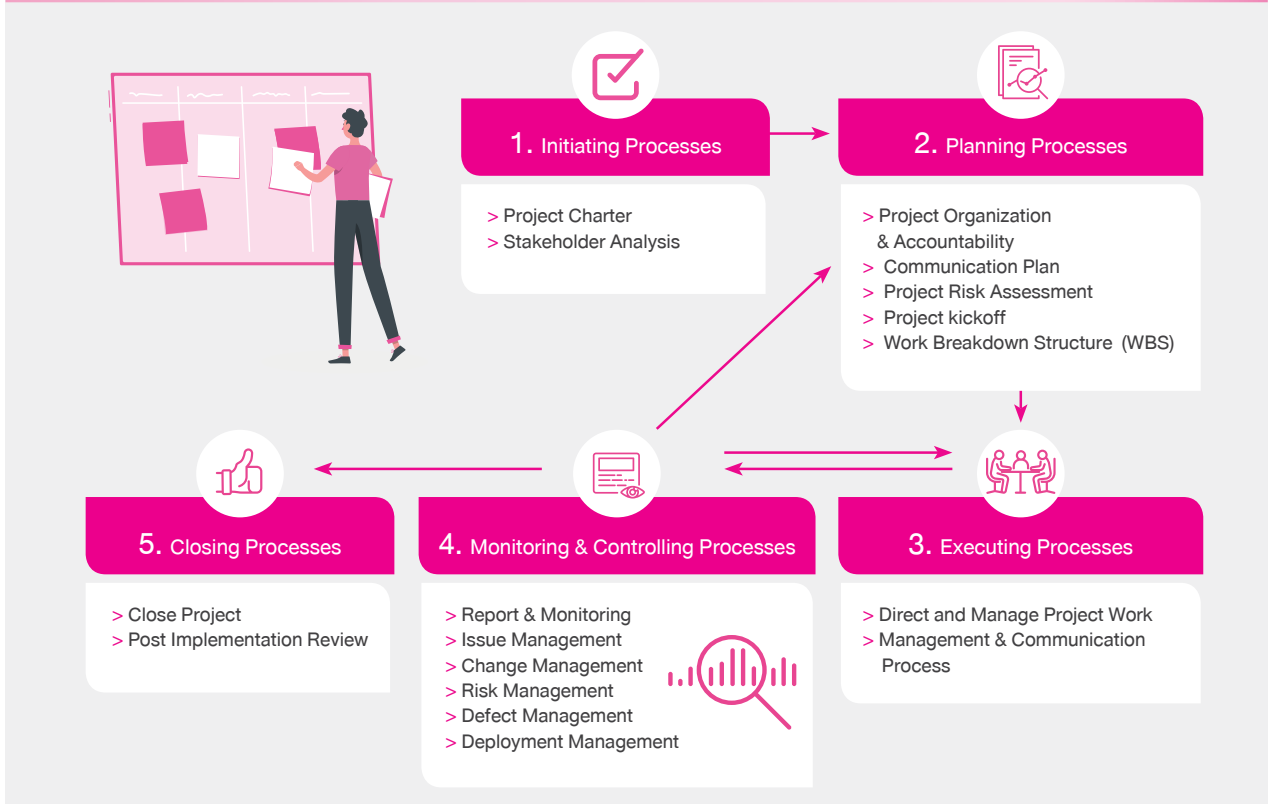 1. Initiating Processes
> Project Charter
> Stakeholder Analysis
2. Planning Processes
> Project Organization
& Accountability
> Communication Plan
> Project Risk Assessment
> Project kickoff
> Work Breakdown Structure (WBS)
3. Executing Processes
> Direct and Manage Project Work
> Management & Communication
Process
4. Monitoring & Controlling Processes
> Report & Monitoring
> Issue Management
> Change Management
> Risk Management
> Defect Management
> Deployment Management
5. Closing Processes
> Close Project
> Post Implementation Review